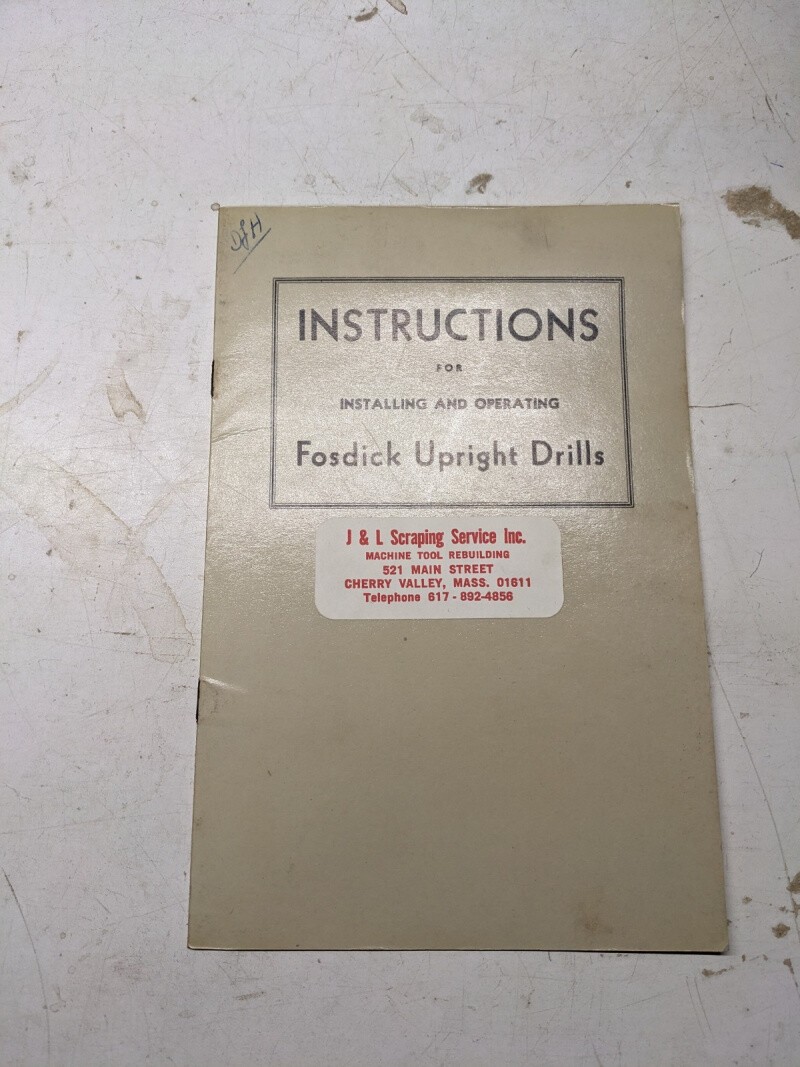 DJH
INSTRUCTIONS
FOR
INSTALLING AND OPERATING
Fosdick Upright Drills
J & L Scraping Service Inc.
MACHINE TOOL REBUILDING
521 MAIN STREET
CHERRY VALLEY, MASS. 01611
Telephone 617 - 892-4856